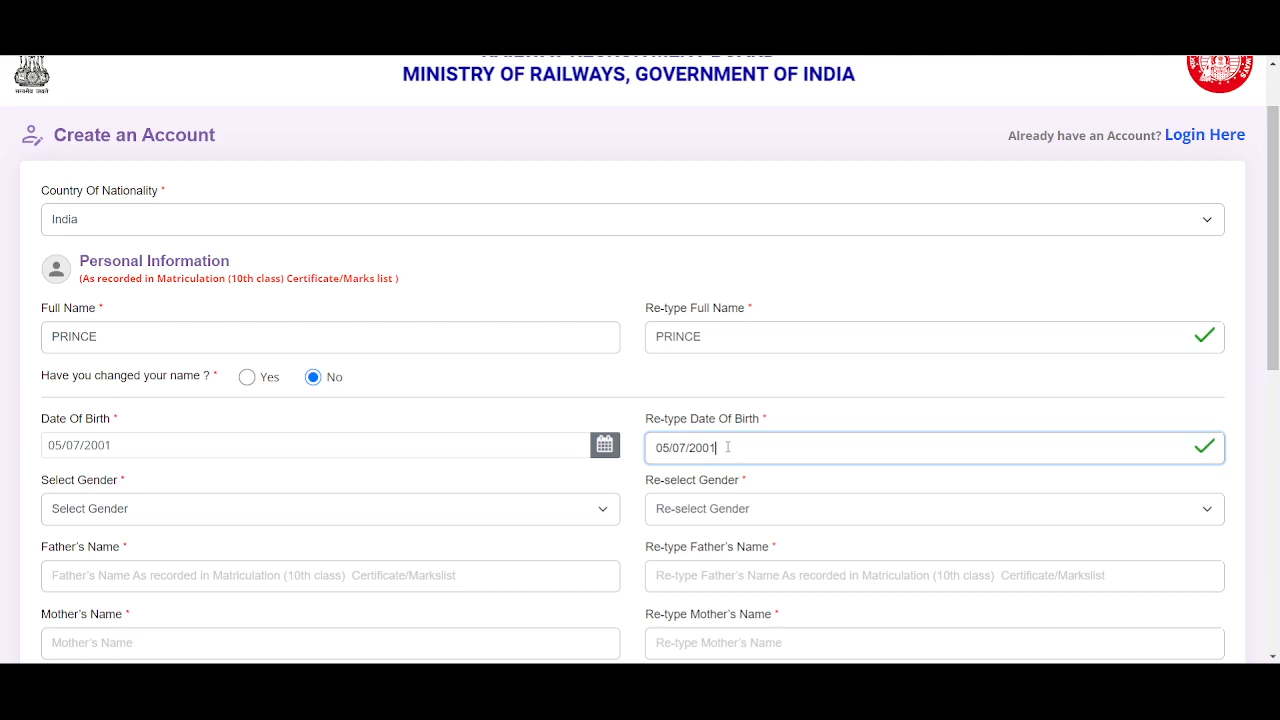 MINISTRY OF RAILWAYS, GOVERNMENT OF INDIA
सत्यमेव जयते
Create an Account
Already have an Account? Login Here
Country Of Nationality *
India
Personal Information
(As recorded in Matriculation (10th class) Certificate/Marks list )
Full Name *
Re-type Full Name *
PRINCE
PRINCE
Have you changed your name ? * Yes No
Date Of Birth *
Re-type Date Of Birth *
05/07/2001
05/07/2001
Select Gender *
Re-select Gender *
Select Gender
Re-select Gender
Father's Name *
Re-type Father's Name *
Father's Name As recorded in Matriculation (10th class) Certificate/Markslist
Re-type Father's Name As recorded in Matriculation (10th class) Certificate/Markslist
Mother's Name *
Re-type Mother's Name *
Mother's Name
Re-type Mother's Name